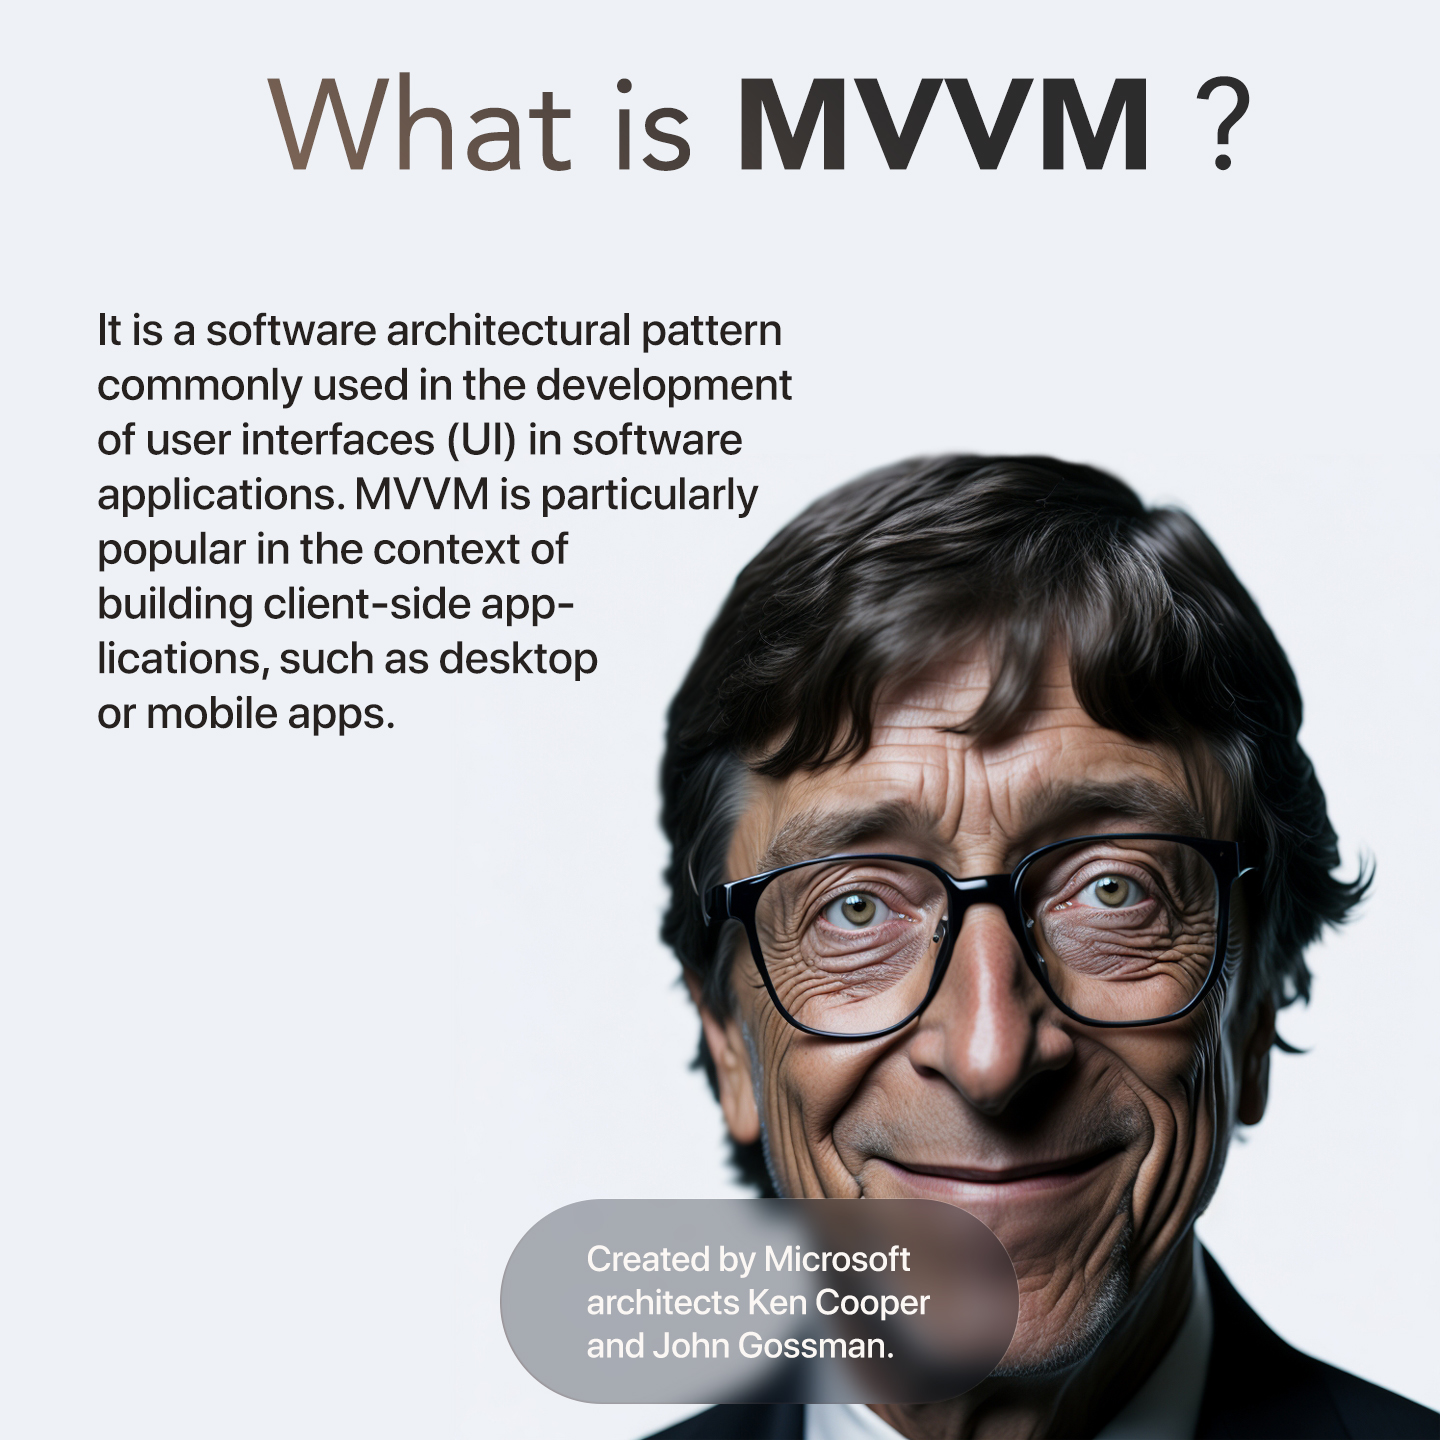 What is MVVM ?
It is a software architectural pattern
commonly used in the development
of user interfaces (UI) in software
applications. MVVM is particularly
popular in the context of
building client-side app-
lications, such as desktop
or mobile apps.
Created by Microsoft
architects Ken Cooper
and John Gossman.